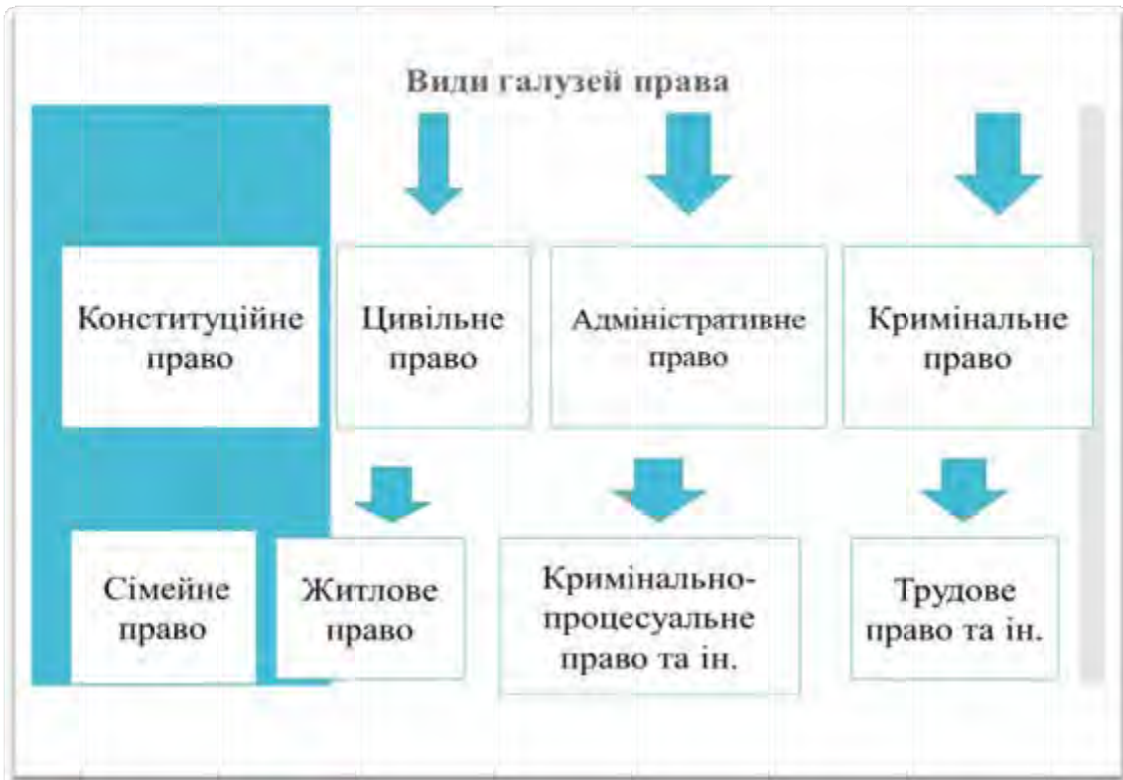 Види галузей права
Конституційне
право
Цивільне
право
Адміністративне
право
Кримінальне
право
Сімейне
право
Житлове
право
Кримінально-
процесуальне
право та ін.
Трудове
право та ін.